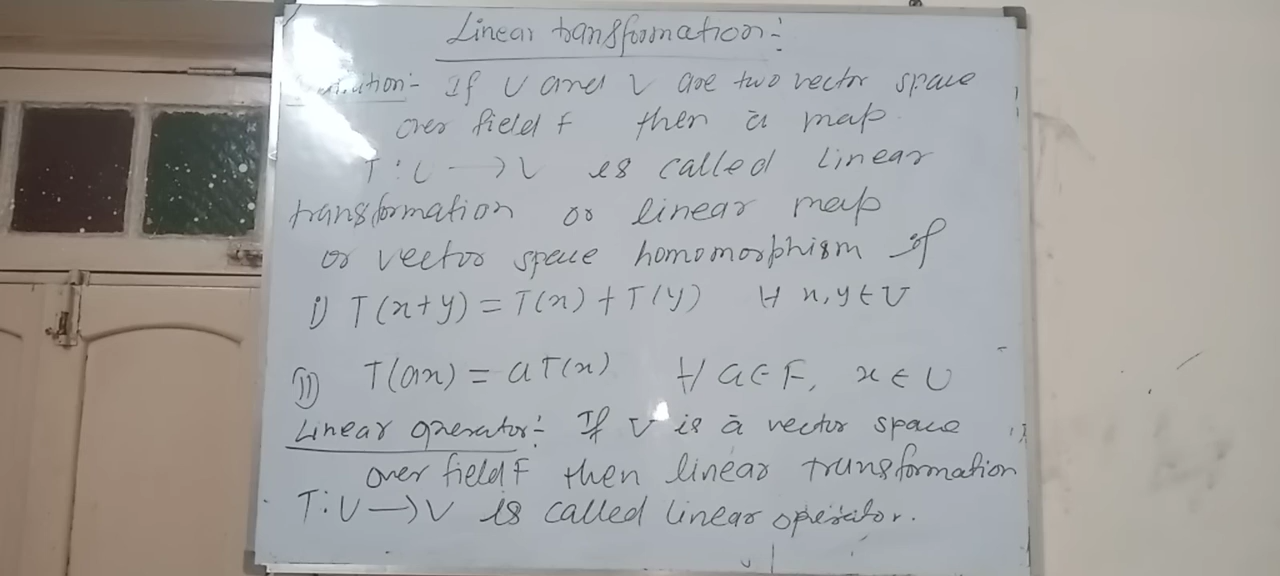 Linear transformation:-
If U and V are two vector space
over field F then a map
T : U → V is called linear
transformation or linear map
or vector space homomorphism if
i) T(x+y) = T(x) + T(y) ∀ x, y ∈ U
ii) T(ax) = a T(x) ∀ a ∈ F, x ∈ U
Linear operator:- If V is a vector space
over field F then linear transformation
T : U → V is called linear operator.